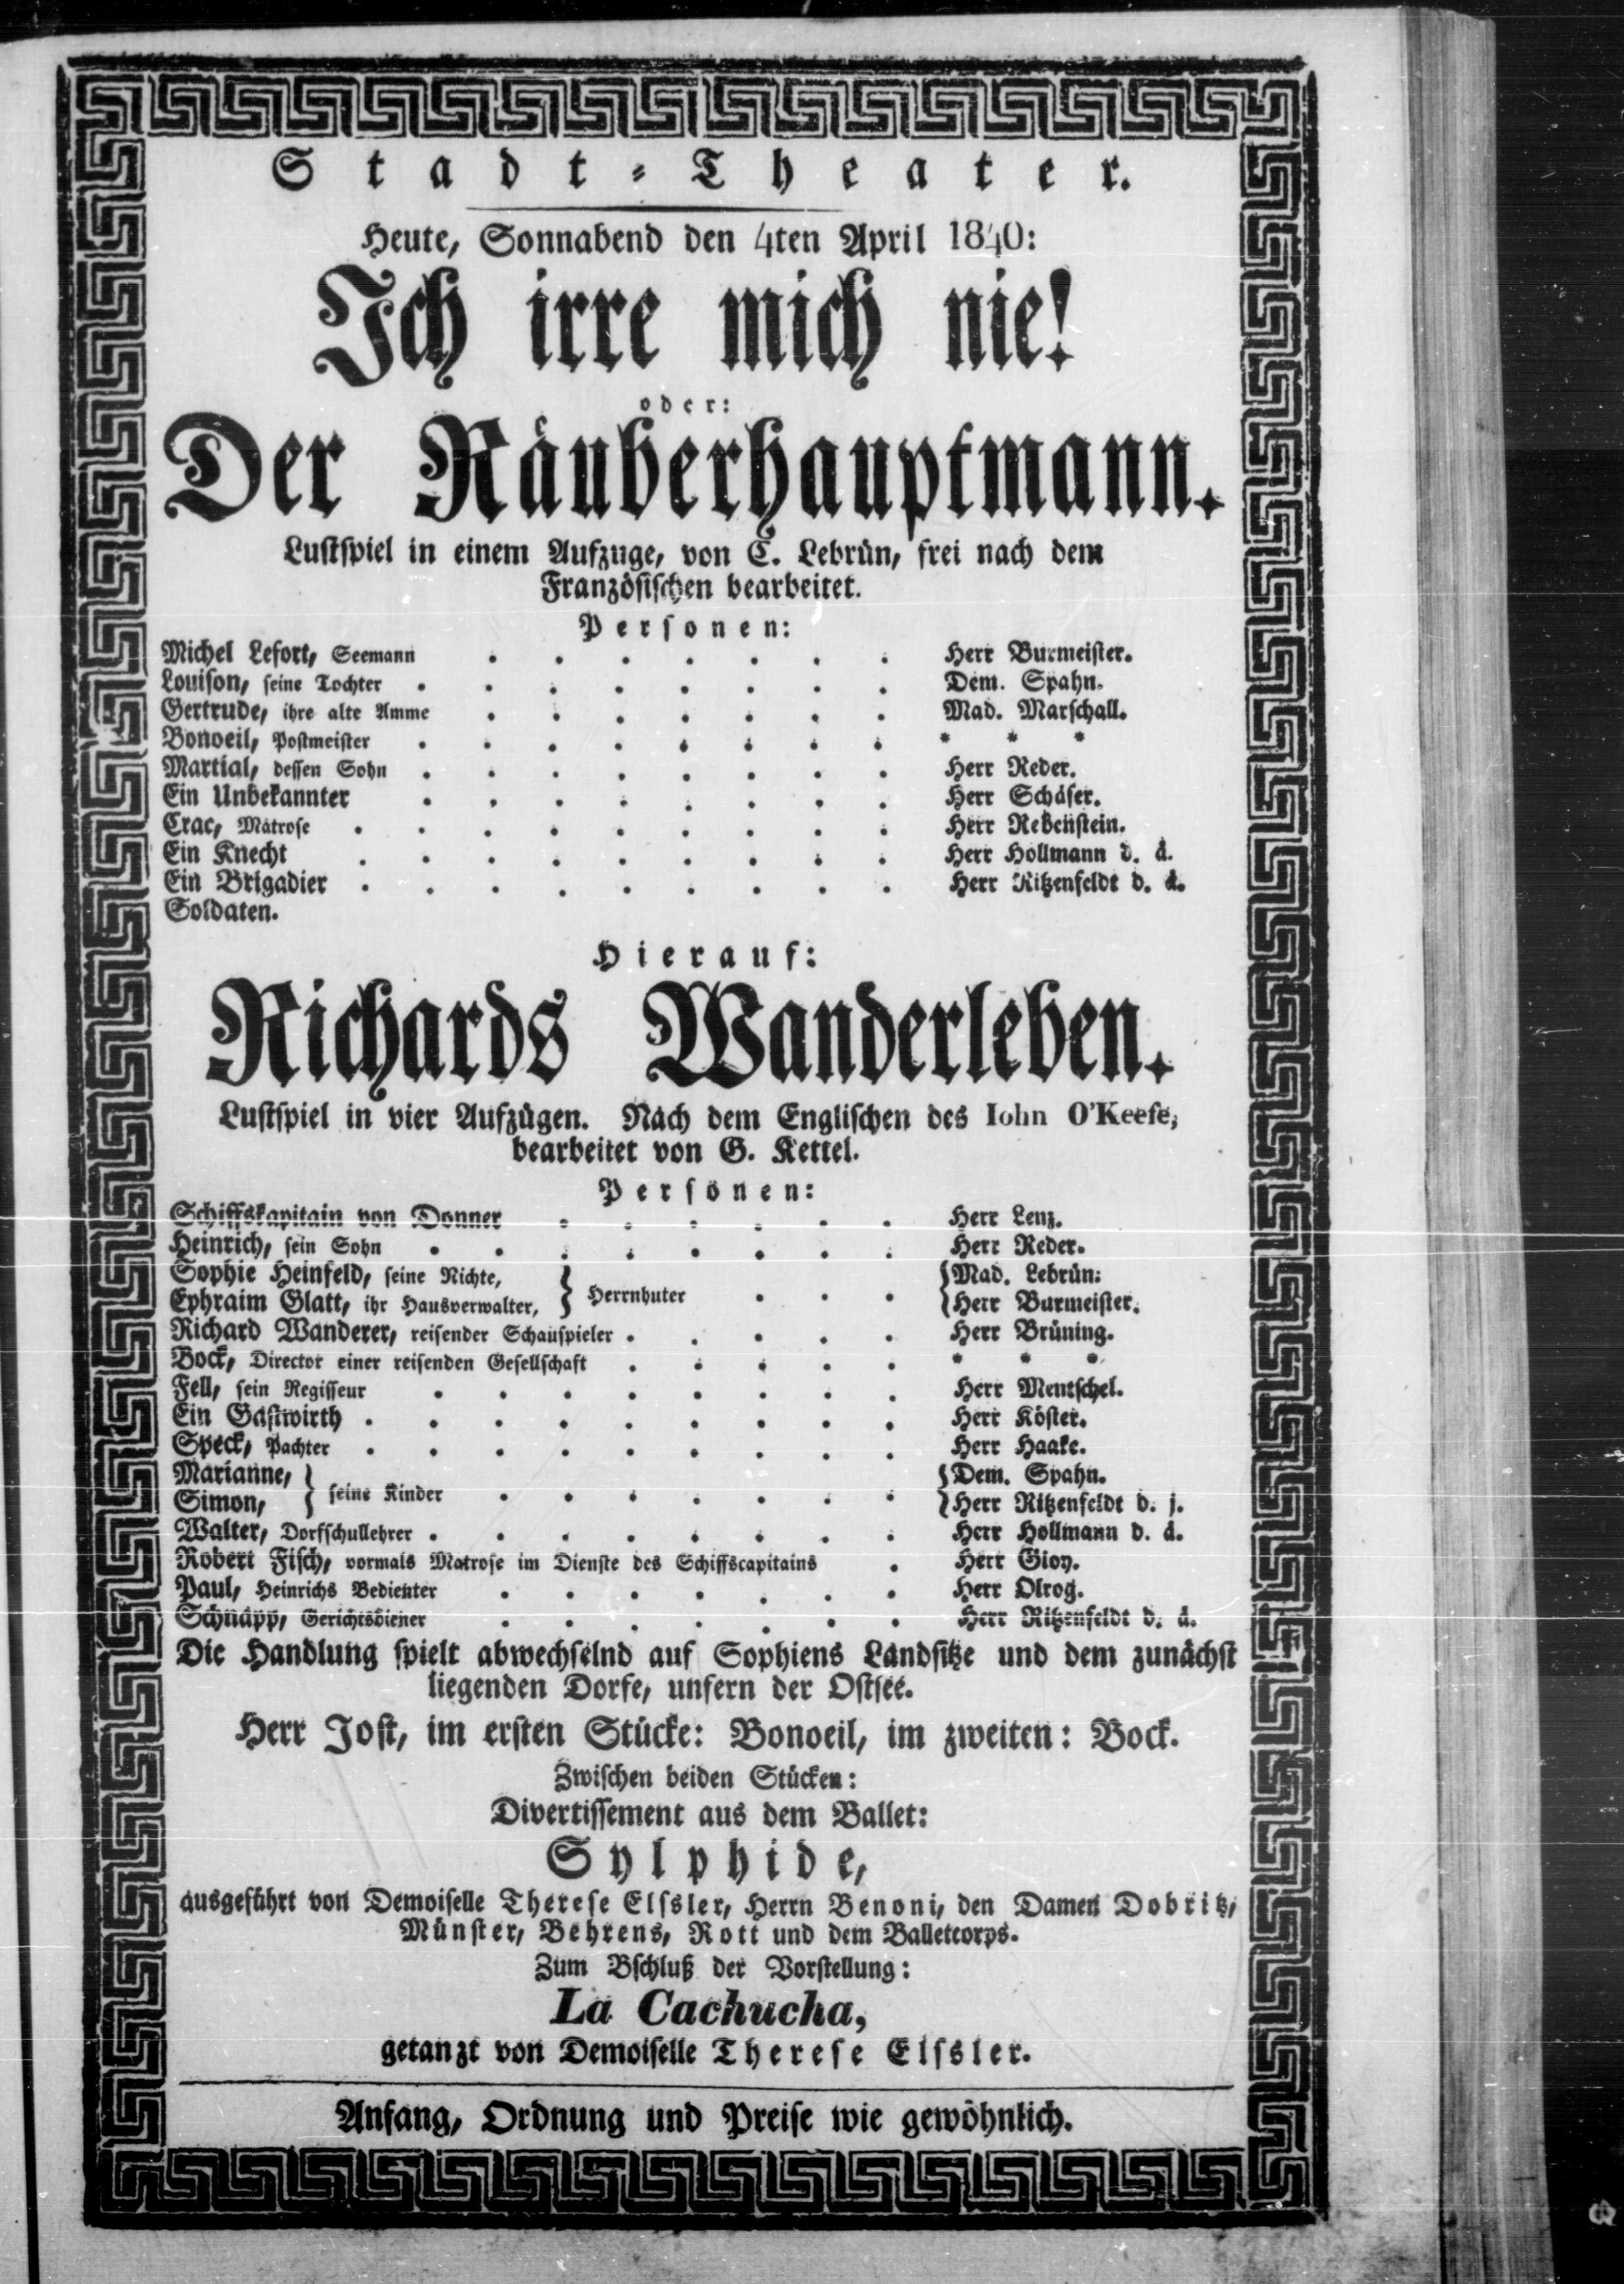 Stadt-Theater.
Heute, Sonnabend den 4ten April 1840:
Ich irre mich nie!
oder:
Der Räuberhauptmann.
Lustspiel in einem Aufzuge, von C. Lebrün, frei nach dem
Französischen bearbeitet.
Personen:
Michel Lefort, Seemann . . . . . . . Herr Burmeister.
Louison, seine Tochter . . . . . . . . Dem. Spahn.
Gertrude, ihre alte Amme . . . . . . . Mad. Marschall.
Bonoeil, Postmeister . . . . . . . . * * *
Martial, dessen Sohn . . . . . . . . Herr Reder.
Ein Unbekannter . . . . . . . . Herr Schäfer.
Crac, Matrose . . . . . . . . . Herr Rebenstein.
Ein Knecht . . . . . . . . . Herr Hollmann d. ä.
Ein Brigadier . . . . . . . . . Herr Ritzenfeldt d. ä.
Soldaten.
Hierauf:
Richards Wanderleben.
Lustspiel in vier Aufzügen. Nach dem Englischen des Iohn O'Keefe,
bearbeitet von G. Kettel.
Personen:
Schiffskapitain von Donner . . . . . . Herr Lenz.
Heinrich, sein Sohn . . . . . . . . Herr Reder.
Sophie Heinfeld, seine Nichte, } Herrnhuter . . . { Mad. Lebrün.
Ephraim Glatt, ihr Hausverwalter, } { Herr Burmeister.
Richard Wanderer, reisender Schauspieler . . . . . Herr Brüning.
Bock, Director einer reisenden Gesellschaft . . . . . * * *
Fell, sein Regisseur . . . . . . . . Herr Mentschel.
Ein Gastwirth . . . . . . . . . Herr Köster.
Speck, Pachter . . . . . . . . . Herr Haake.
Marianne, } seine Kinder . . . . . . . { Dem. Spahn.
Simon, } { Herr Ritzenfeldt d. j.
Walter, Dorfschullehrer . . . . . . . . Herr Hollmann d. ä.
Robert Fisch, vormals Matrose im Dienste des Schiffscapitains . Herr Gloy.
Paul, Heinrichs Bedienter . . . . . . . Herr Olrog.
Schnapp, Gerichtsdiener . . . . . . . Herr Ritzenfeldt d. ä.
Die Handlung spielt abwechselnd auf Sophiens Landsitze und dem zunächst
liegenden Dorfe, unfern der Ostsee.
Herr Jost, im ersten Stücke: Bonoeil, im zweiten: Bock.
Zwischen beiden Stücken:
Divertissement aus dem Ballet:
Sylphide,
ausgeführt von Demoiselle Therese Elssler, Herrn Benoni, den Damen Dobritz,
Münster, Behrens, Rott und dem Balletcorps.
Zum Bschluß der Vorstellung:
La Cachucha,
getanzt von Demoiselle Therese Elssler.
Anfang, Ordnung und Preise wie gewöhnlich.